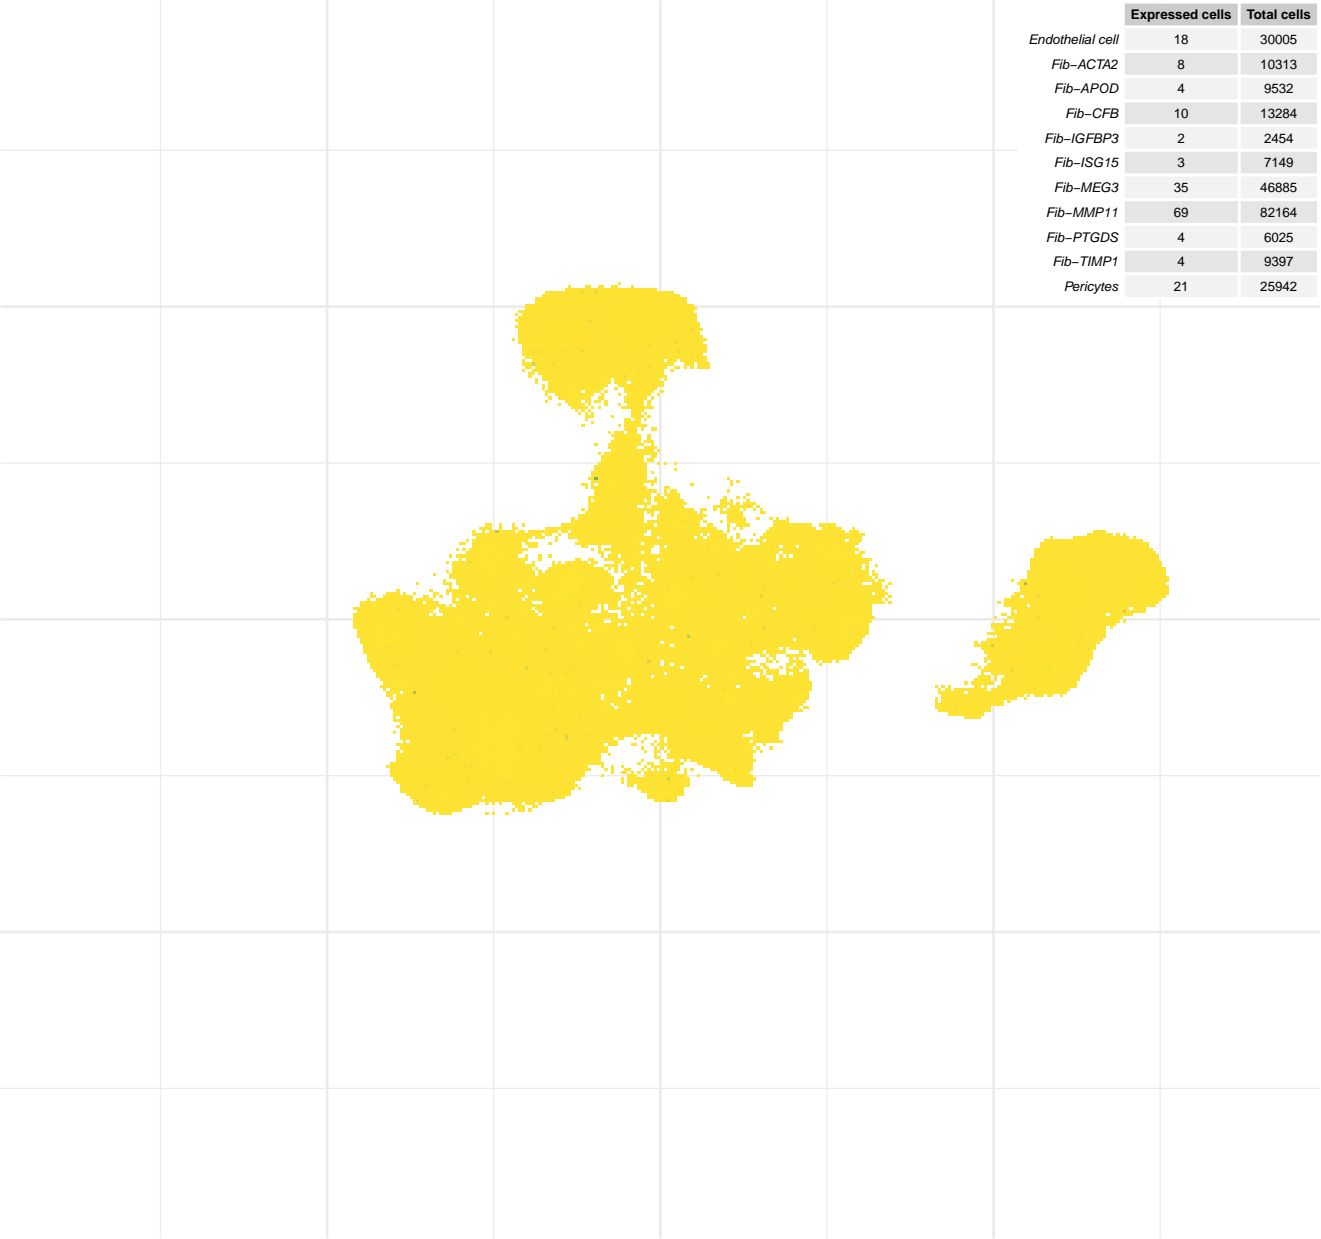 Expressed cells Total cells
Endothelial cell 18 30005
Fib−ACTA2 8 10313
Fib−APOD 4 9532
Fib−CFB 10 13284
Fib−IGFBP3 2 2454
Fib−ISG15 3 7149
Fib−MEG3 35 46885
Fib−MMP11 69 82164
Fib−PTGDS 4 6025
Fib−TIMP1 4 9397
Pericytes 21 25942